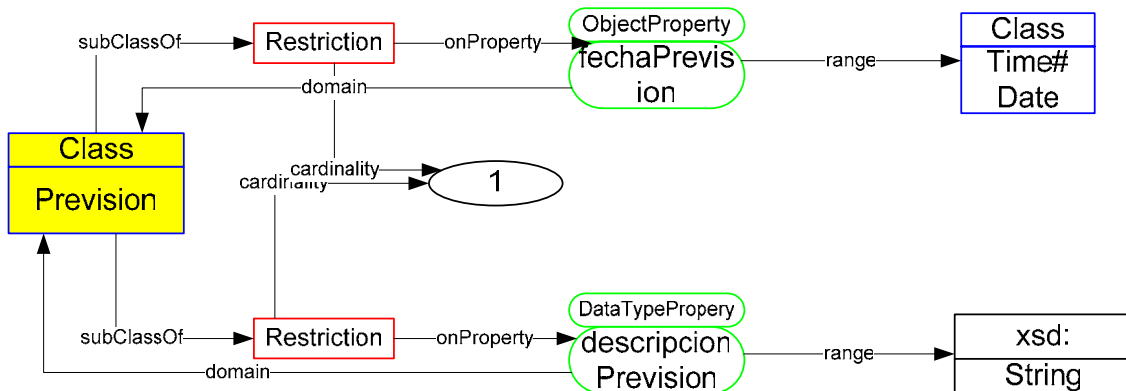 ObjectProperty
Class
subClassOf
Restriction
onProperty
fechaPrevis
ion
range
Time#
Date
domain
Class
Prevision
cardinality
cardinality
1
DataTypePropery
subClassOf
Restriction
onProperty
descripcion
Prevision
range
xsd:
String
domain